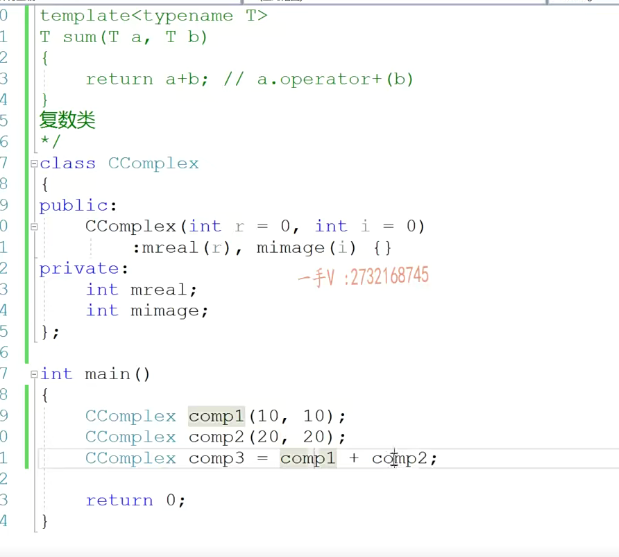 0 template<typename T>
1 T sum(T a, T b)
2 {
3     return a+b; // a.operator+(b)
4 }
5 复数类
6 */
7 class CComplex
8 {
9 public:
0     CComplex(int r = 0, int i = 0)
1         :mreal(r), mimage(i) {}
2 private:
一手V :2732168745
3     int mreal;
4     int mimage;
5 };
6
7 int main()
8 {
9     CComplex comp1(10, 10);
0     CComplex comp2(20, 20);
1     CComplex comp3 = comp1 + comp2;
2
3     return 0;
4 }